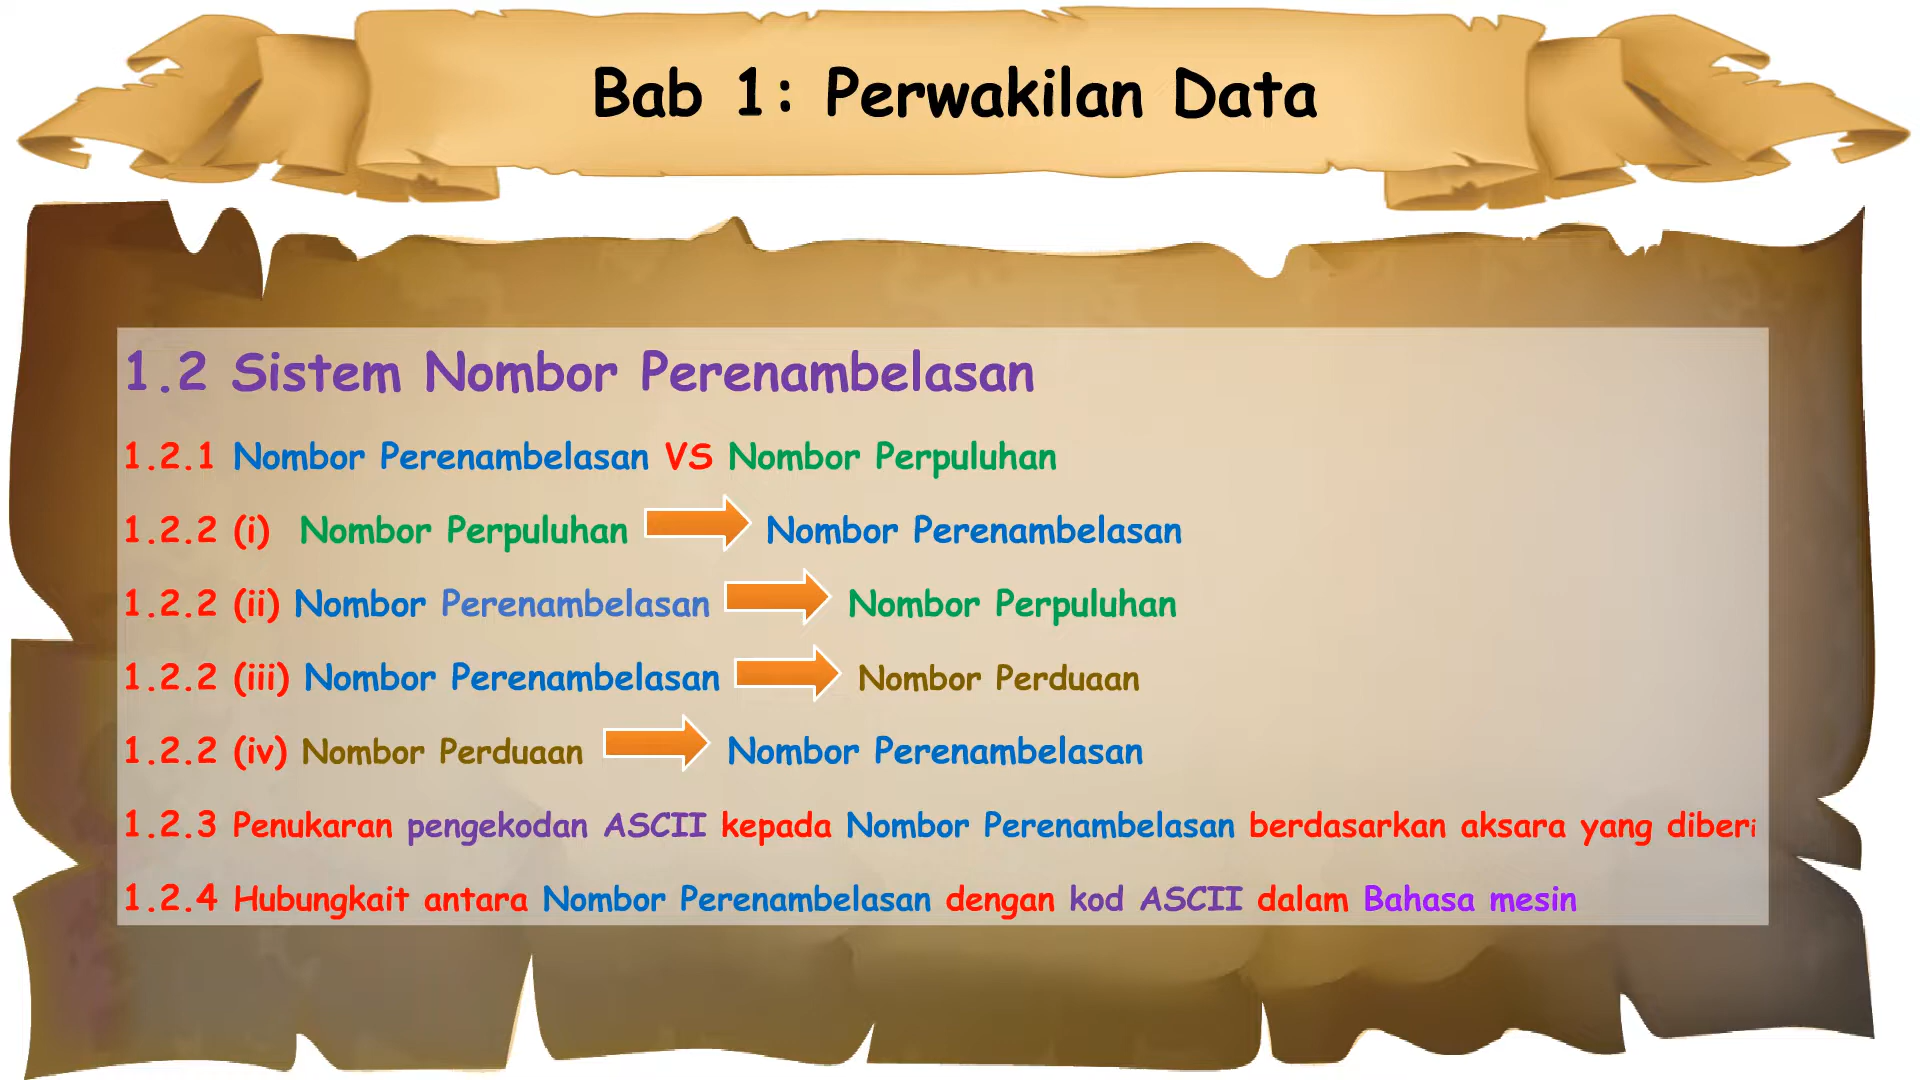 Bab 1: Perwakilan Data
1.2 Sistem Nombor Perenambelasan
1.2.1 Nombor Perenambelasan VS Nombor Perpuluhan
1.2.2 (i) Nombor Perpuluhan Nombor Perenambelasan
1.2.2 (ii) Nombor Perenambelasan Nombor Perpuluhan
1.2.2 (iii) Nombor Perenambelasan Nombor Perduaan
1.2.2 (iv) Nombor Perduaan Nombor Perenambelasan
1.2.3 Penukaran pengekodan ASCII kepada Nombor Perenambelasan berdasarkan aksara yang diberi
1.2.4 Hubungkait antara Nombor Perenambelasan dengan kod ASCII dalam Bahasa mesin